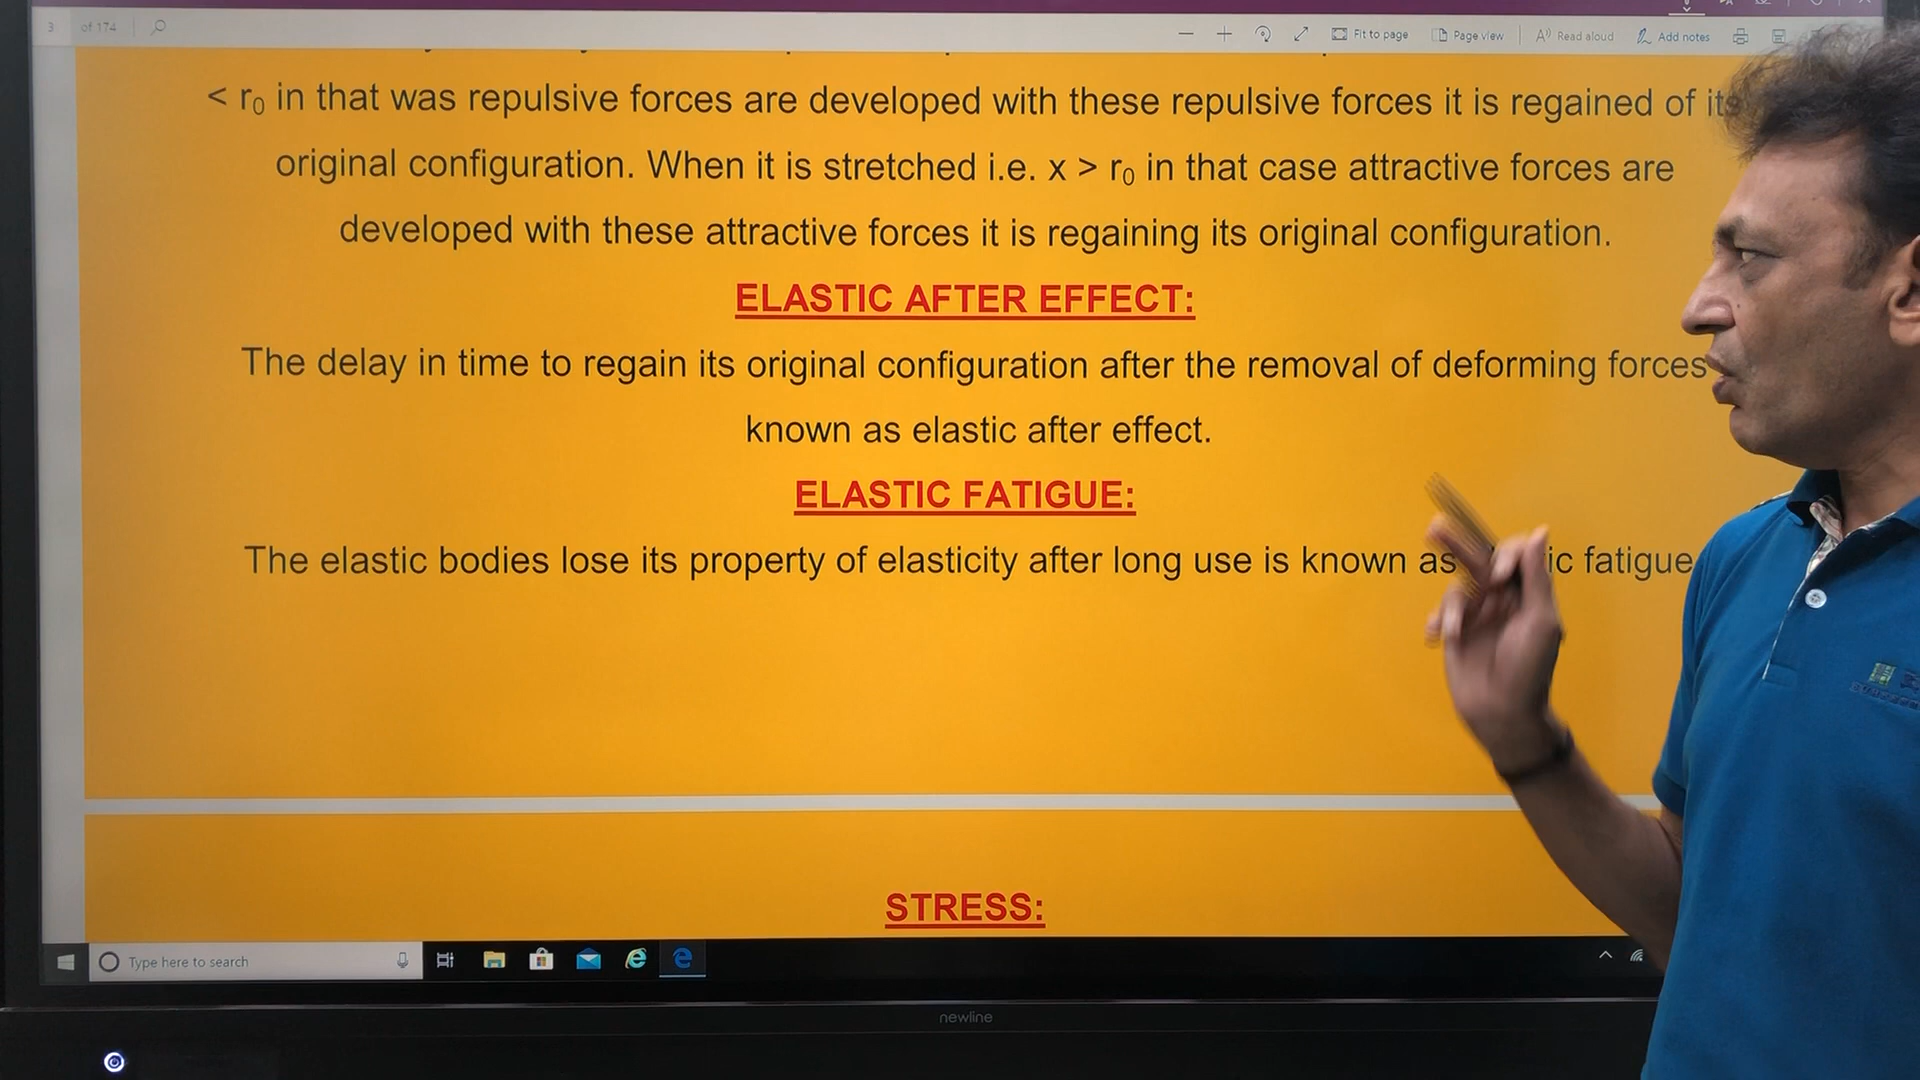 3 of 174
Fit to page
Page view
Read aloud
Add notes
< r₀ in that was repulsive forces are developed with these repulsive forces it is regained of its
original configuration. When it is stretched i.e. x > r₀ in that case attractive forces are
developed with these attractive forces it is regaining its original configuration.
ELASTIC AFTER EFFECT:
The delay in time to regain its original configuration after the removal of deforming forces
known as elastic after effect.
ELASTIC FATIGUE:
The elastic bodies lose its property of elasticity after long use is known as ic fatigue
STRESS:
Type here to search
newline